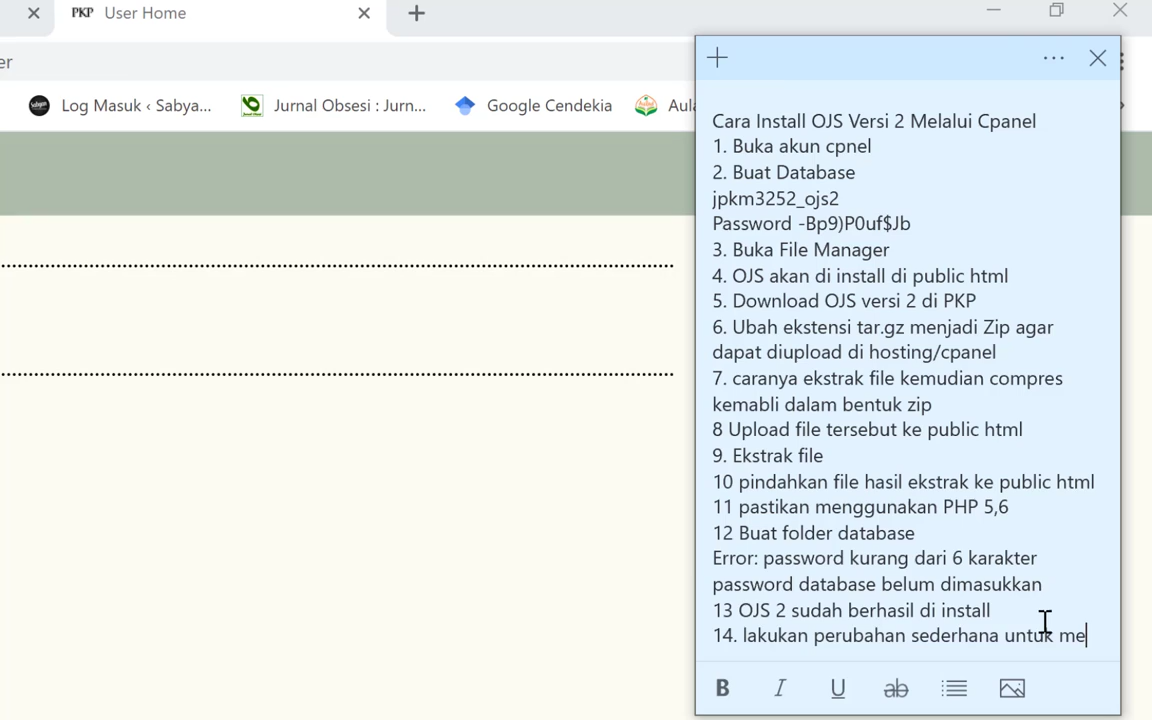 PKP User Home
er
Log Masuk ‹ Sabya...
Jurnal Obsesi : Jurn...
Google Cendekia
Aula
Cara Install OJS Versi 2 Melalui Cpanel
1. Buka akun cpnel
2. Buat Database
jpkm3252_ojs2
Password -Bp9)P0uf$Jb
3. Buka File Manager
4. OJS akan di install di public html
5. Download OJS versi 2 di PKP
6. Ubah ekstensi tar.gz menjadi Zip agar
dapat diupload di hosting/cpanel
7. caranya ekstrak file kemudian compres
kemabli dalam bentuk zip
8 Upload file tersebut ke public html
9. Ekstrak file
10 pindahkan file hasil ekstrak ke public html
11 pastikan menggunakan PHP 5,6
12 Buat folder database
Error: password kurang dari 6 karakter
password database belum dimasukkan
13 OJS 2 sudah berhasil di install
14. lakukan perubahan sederhana untuk me
B I U ab